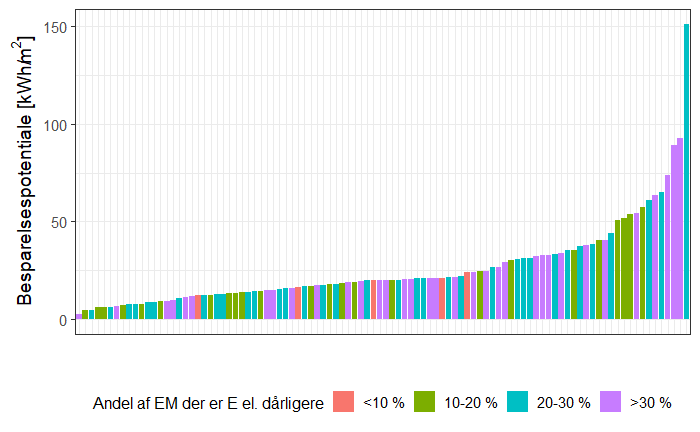 150
100
50
0
Besparelsespotentiale [kWh/m²]
Andel af EM der er E el. dårligere <10 % 10-20 % 20-30 % >30 %